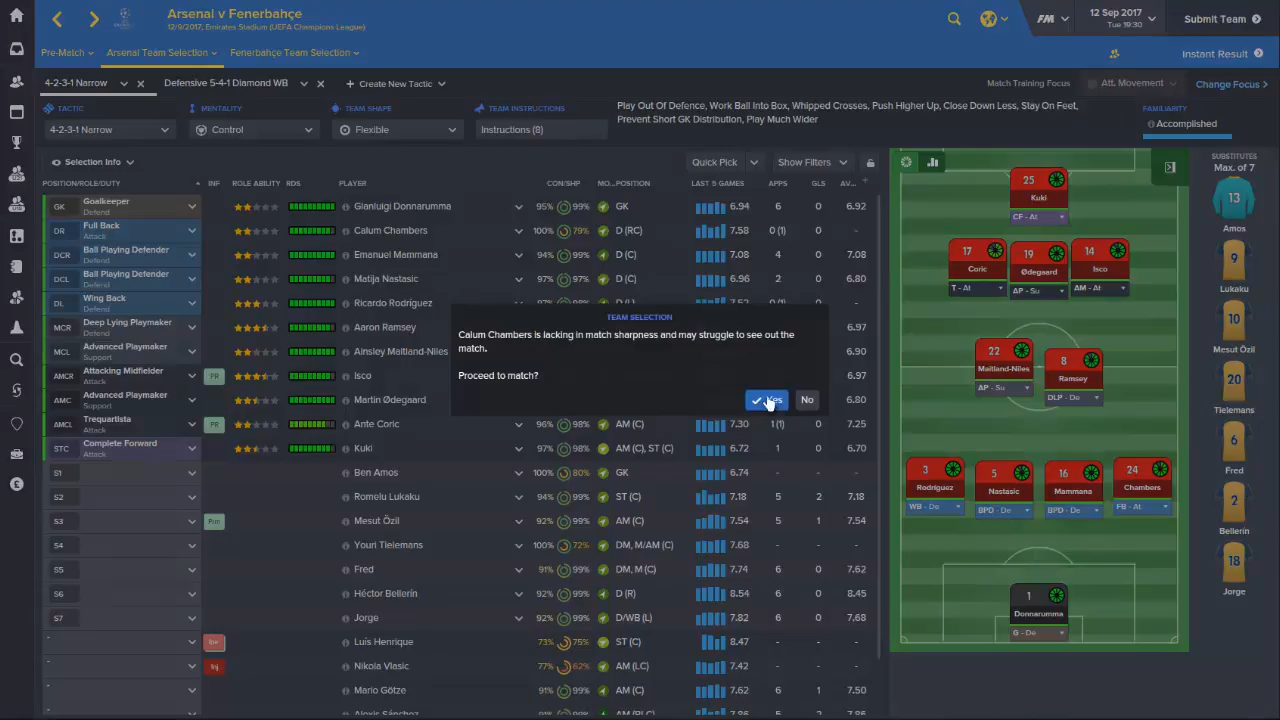 Arsenal v Fenerbahçe
12/9/2017, Emirates Stadium (UEFA Champions League)
FM
12 Sep 2017
Tue 19:30
Submit Team
Pre-Match
Arsenal Team Selection
Fenerbahçe Team Selection
Instant Result
4-2-3-1 Narrow
Defensive 5-4-1 Diamond WB
Create New Tactic
Match Training Focus
Att. Movement
Change Focus >
TACTIC
MENTALITY
TEAM SHAPE
TEAM INSTRUCTIONS
Play Out Of Defence, Work Ball Into Box, Whipped Crosses, Push Higher Up, Close Down Less, Stay On Feet,
Prevent Short GK Distribution, Play Much Wider
FAMILIARITY
4-2-3-1 Narrow
Control
Flexible
Instructions (8)
Accomplished
Selection Info
Quick Pick
Show Filters
POSITION/ROLE/DUTY INF ROLE ABILITY RDS PLAYER CON/SHP MO... POSITION LAST 5 GAMES APPS GLS AV...
GK Goalkeeper Defend Gianluigi Donnarumma 95% 99% GK 6.94 6 0 6.92
DR Full Back Attack Calum Chambers 100% 79% D (RC) 7.58 0 (1) 0 -
DCR Ball Playing Defender Defend Emanuel Mammana 94% 99% D (C) 7.08 4 0 7.08
DCL Ball Playing Defender Defend Matija Nastasic 97% 97% D (C) 6.96 2 0 6.80
DL Wing Back Defend Ricardo Rodríguez
MCR Deep Lying Playmaker Defend Aaron Ramsey 6.97
MCL Advanced Playmaker Support Ainsley Maitland-Niles 6.90
AMCR Attacking Midfielder Attack PR Isco 6.97
AMC Advanced Playmaker Support Martin Ødegaard 6.80
AMCL Trequartista Attack PR Ante Coric 96% 98% AM (C) 7.30 1 (1) 0 7.25
STC Complete Forward Attack Kuki 97% 98% AM (C), ST (C) 6.72 1 0 6.70
S1 Ben Amos 100% 80% GK 6.74 - - -
S2 Romelu Lukaku 94% 99% ST (C) 7.18 5 2 7.18
S3 Mesut Özil 92% 99% AM (C) 7.54 5 1 7.54
S4 Youri Tielemans 100% 72% DM, M/AM (C) 7.68 - - -
S5 Fred 91% 99% DM, M (C) 7.74 6 0 7.62
S6 Héctor Bellerín 92% 99% D (R) 8.54 6 0 8.45
S7 Jorge 92% 99% D/WB (L) 7.82 6 0 7.68
- Luis Henrique 73% 75% ST (C) 8.47 - - -
- Inj Nikola Vlasic 77% 62% AM (LC) 7.42 - - -
- Mario Götze 91% 99% AM (C) 7.62 6 1 7.50
TEAM SELECTION
Calum Chambers is lacking in match sharpness and may struggle to see out the
match.
Proceed to match?
Yes
No
25
Kuki
CF - At
17
Coric
T - At
19
Ødegaard
AP - Su
14
Isco
AM - At
22
Maitland-Niles
AP - Su
8
Ramsey
DLP - De
3
Rodríguez
WB - De
5
Nastasic
BPD - De
16
Mammana
BPD - De
24
Chambers
FB - At
1
Donnarumma
G - De
SUBSTITUTES
Max. of 7
13
Amos
9
Lukaku
10
Mesut Özil
20
Tielemans
6
Fred
2
Bellerín
18
Jorge